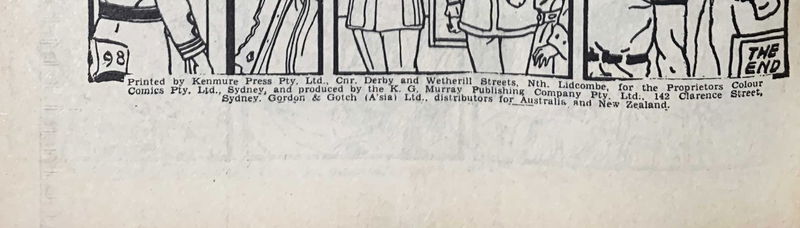 THE
END
98
Printed by Kenmure Press Pty. Ltd., Cnr. Derby and Wetherill Streets, Nth. Lidcombe, for the Proprietors Colour
Comics Pty. Ltd., Sydney, and produced by the K. G. Murray Publishing Company Pty. Ltd., 142 Clarence Street,
Sydney. Gordon & Gotch (A'sia) Ltd., distributors for Australia and New Zealand.